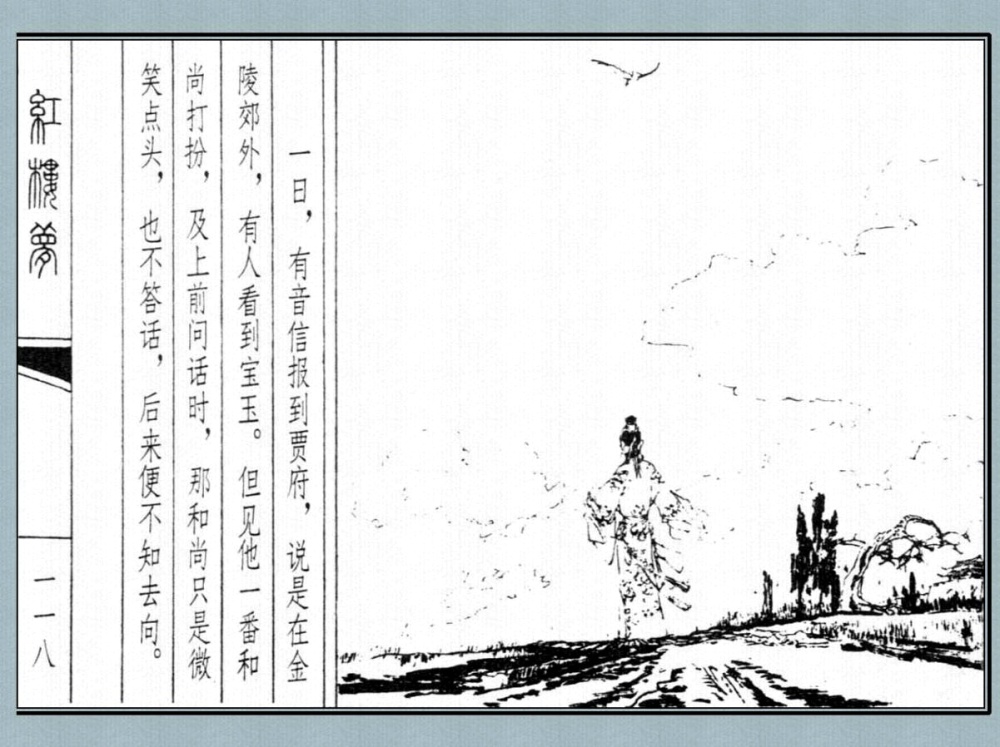 一日，有音信报到贾府，说是在金
陵郊外，有人看到宝玉。但见他一番和
尚打扮，及上前问话时，那和尚只是微
笑点头，也不答话，后来便不知去向。
紅樓夢
一一八